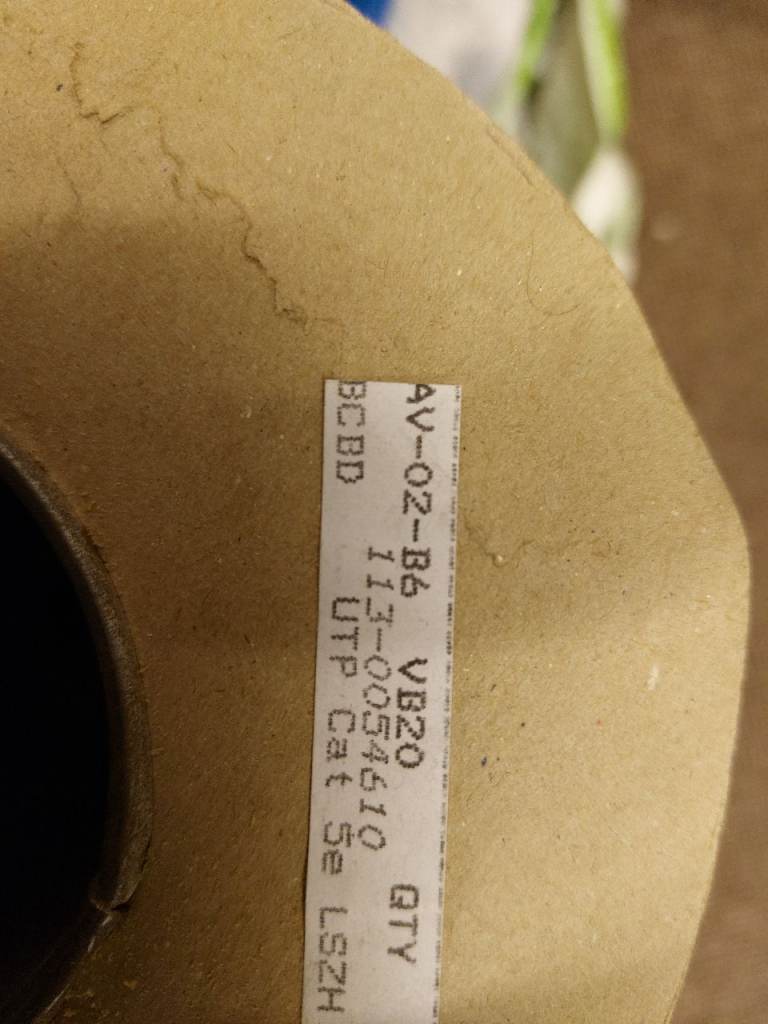 AV-02-B6 VB20 QTY
113-0054610
BCBD UTP Cat 5e LSZH